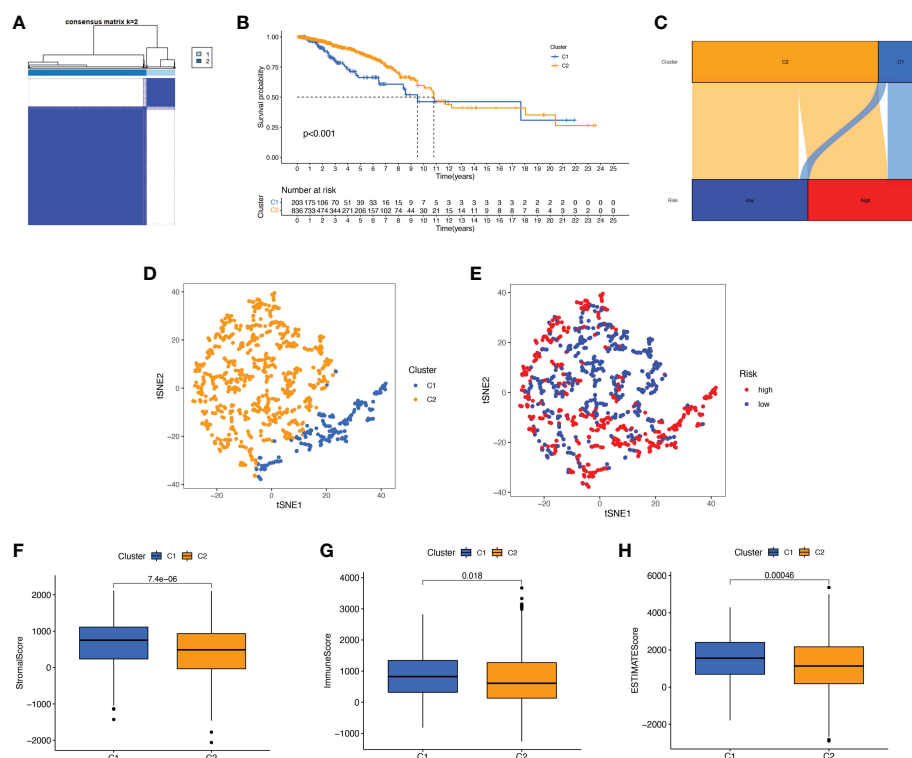 A
consensus matrix k=2
1
2
B
Cluster
C1
C2
Survival probability
1.00
0.75
0.50
0.25
0.00
p<0.001
0 1 2 3 4 5 6 7 8 9 10 11 12 13 14 15 16 17 18 19 20 21 22 23 24 25
Time(years)
Number at risk
Cluster
C1 203 175 106 70 51 39 33 16 15 9 7 5 3 3 3 3 3 3 2 2 2 2 0 0 0 0
C2 836 733 474 344 271 206 157 102 74 44 30 21 15 14 11 9 8 8 7 6 4 3 3 2 0 0
0 1 2 3 4 5 6 7 8 9 10 11 12 13 14 15 16 17 18 19 20 21 22 23 24 25
Time(years)
C
Cluster
C2
C1
Risk
low
high
D
tSNE2
40
20
0
−20
−40
−20 0 20 40
tSNE1
Cluster
C1
C2
E
tSNE2
40
20
0
−20
−40
−20 0 20 40
tSNE1
Risk
high
low
F
Cluster C1 C2
7.4e−06
StromalScore
2000
1000
0
−1000
−2000
C1 C2
G
Cluster C1 C2
0.018
ImmuneScore
4000
3000
2000
1000
0
−1000
C1 C2
H
Cluster C1 C2
0.00046
ESTIMATEScore
6000
4000
2000
0
−2000
C1 C2